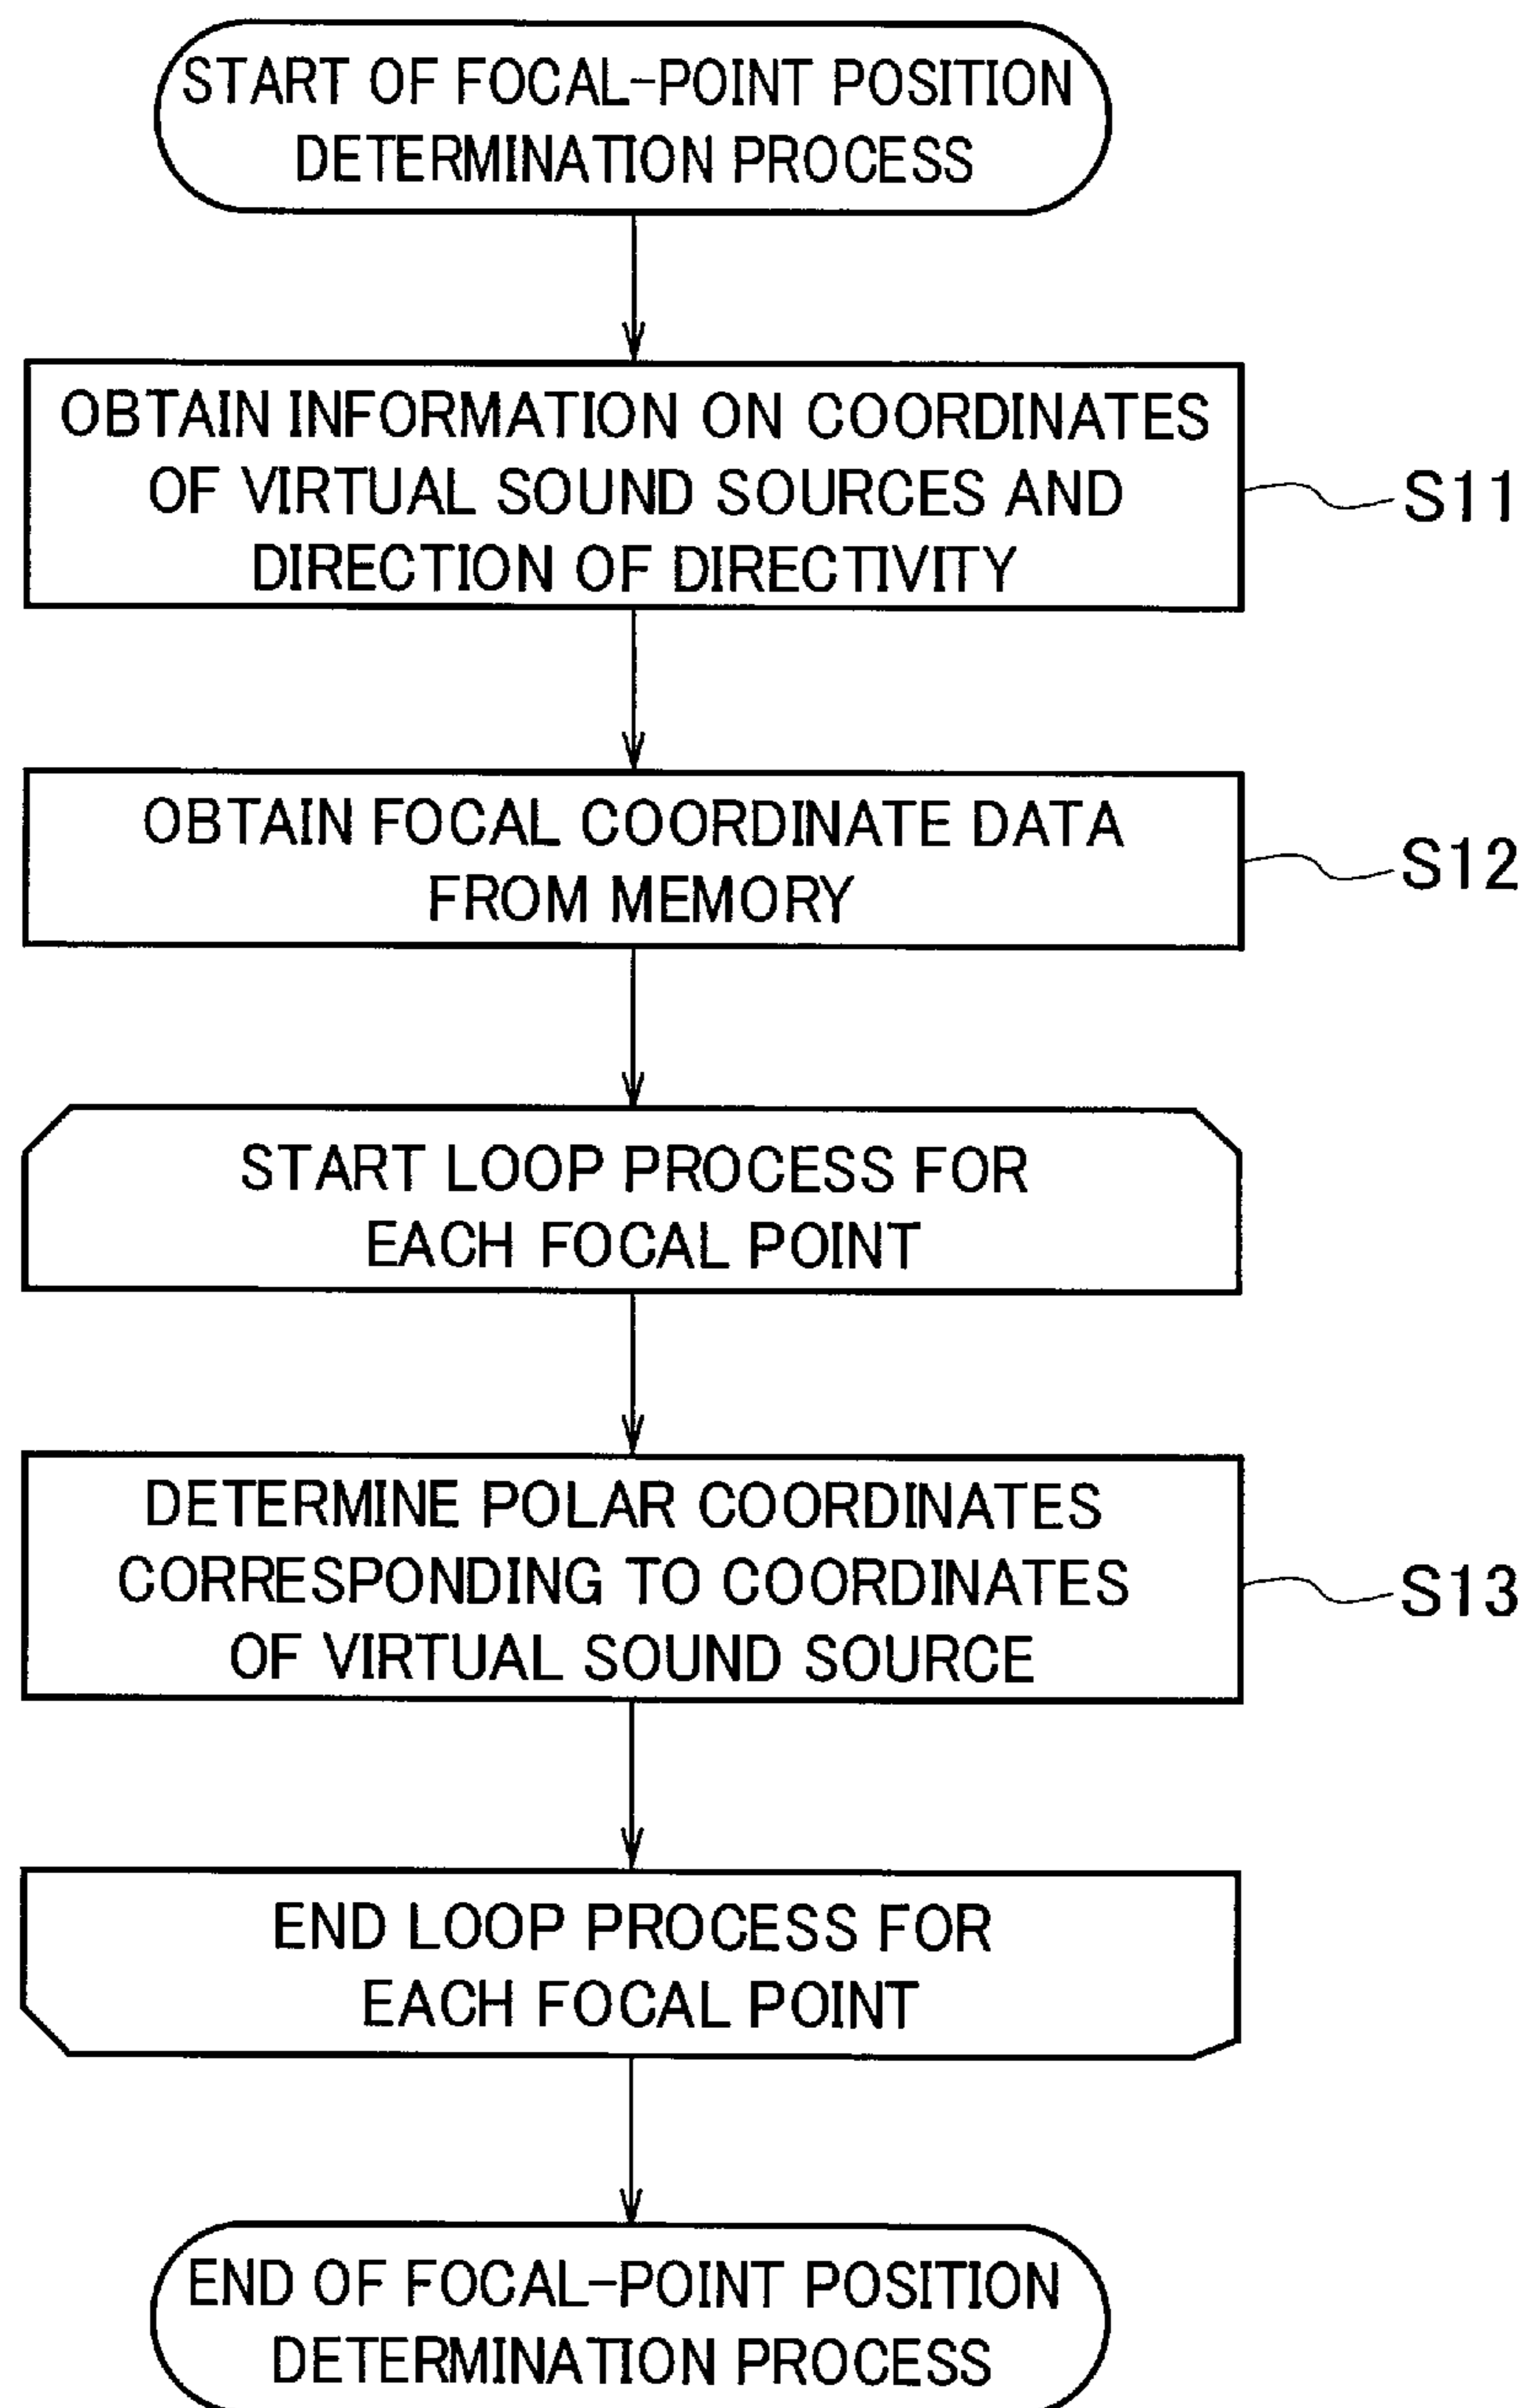 START OF FOCAL-POINT POSITION
DETERMINATION PROCESS
OBTAIN INFORMATION ON COORDINATES
OF VIRTUAL SOUND SOURCES AND
DIRECTION OF DIRECTIVITY
S11
OBTAIN FOCAL COORDINATE DATA
FROM MEMORY
S12
START LOOP PROCESS FOR
EACH FOCAL POINT
DETERMINE POLAR COORDINATES
CORRESPONDING TO COORDINATES
OF VIRTUAL SOUND SOURCE
S13
END LOOP PROCESS FOR
EACH FOCAL POINT
END OF FOCAL-POINT POSITION
DETERMINATION PROCESS